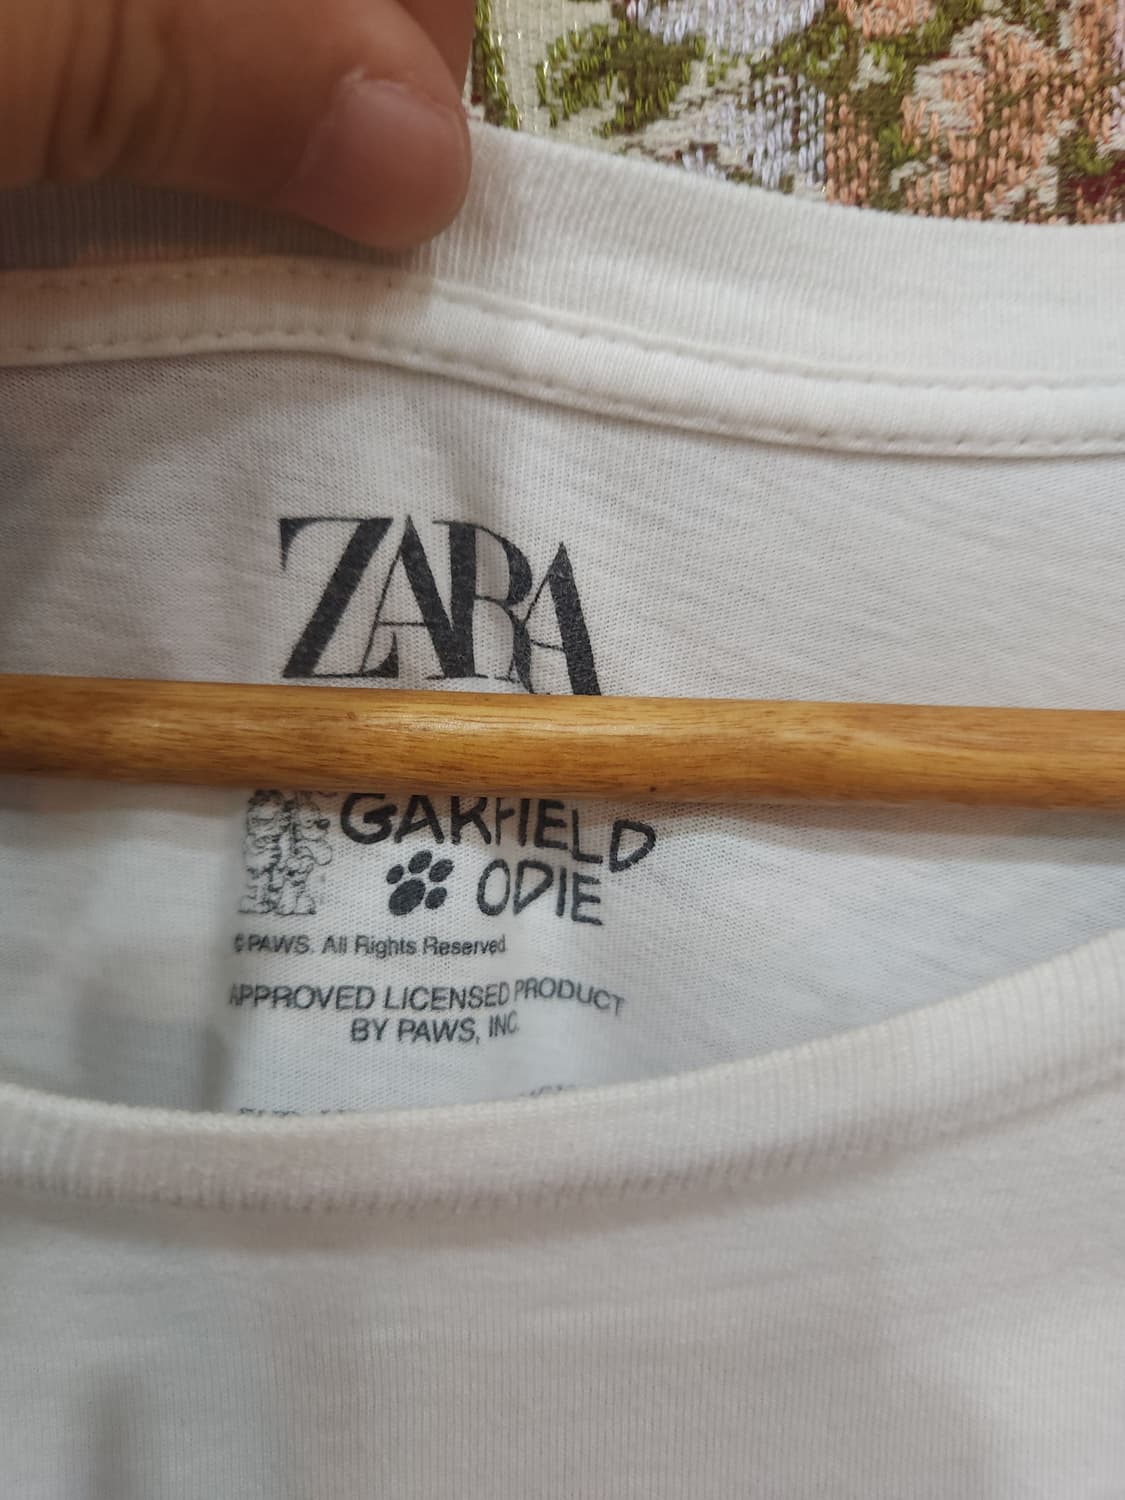 ZARA
GARFIELD
ODIE
© PAWS. All Rights Reserved
APPROVED LICENSED PRODUCT
BY PAWS, INC.